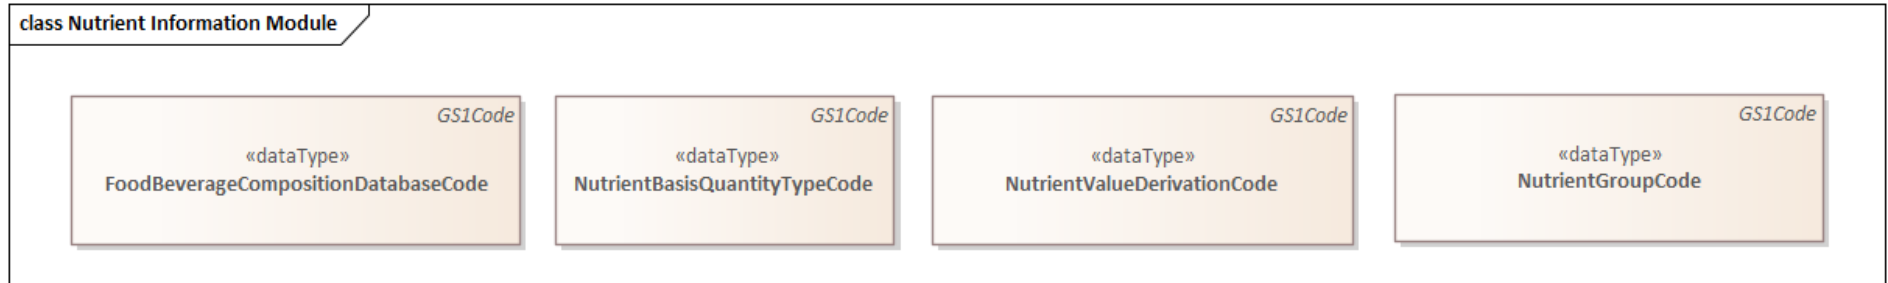 class Nutrient Information Module
GS1Code
«dataType»
FoodBeverageCompositionDatabaseCode
GS1Code
«dataType»
NutrientBasisQuantityTypeCode
GS1Code
«dataType»
NutrientValueDerivationCode
GS1Code
«dataType»
NutrientGroupCode